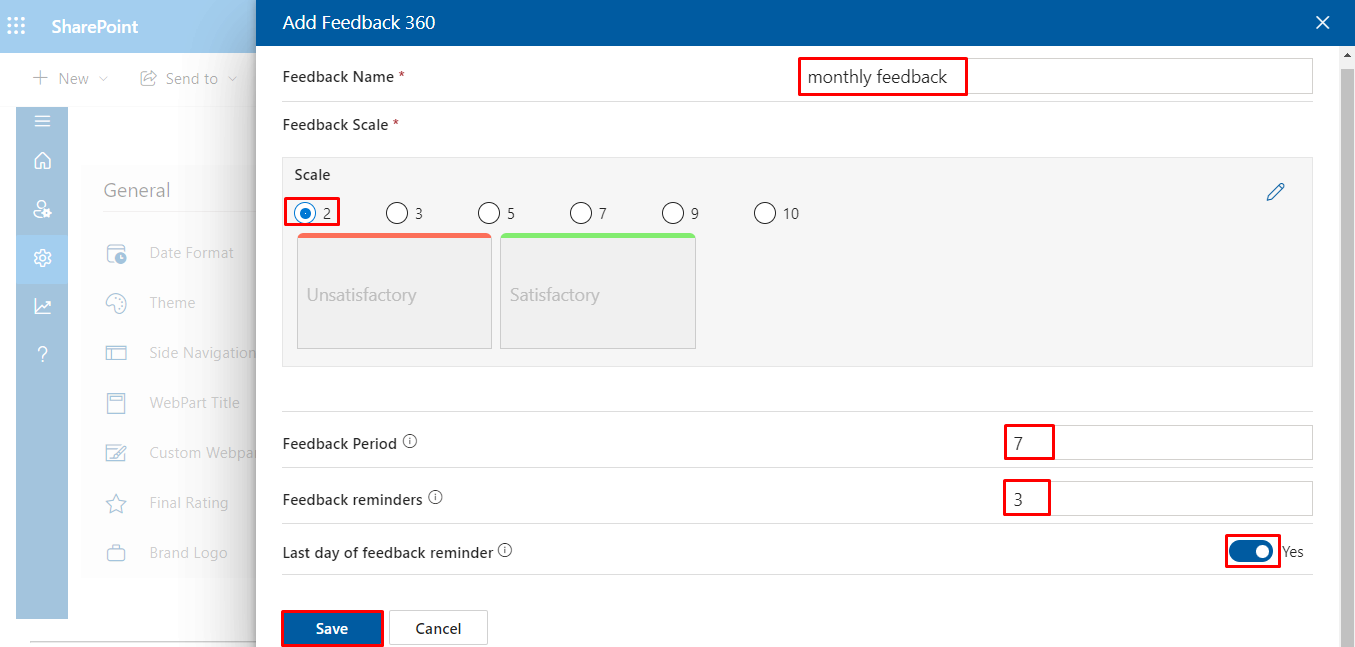 SharePoint
Add Feedback 360
New
Send to
General
Date Format
Theme
Side Navigation
WebPart Title
Custom Webpa
Final Rating
Brand Logo
?
Feedback Name *
monthly feedback
Feedback Scale *
Scale
2 3 5 7 9 10
Unsatisfactory Satisfactory
Feedback Period
7
Feedback reminders
3
Last day of feedback reminder
Yes
Save Cancel